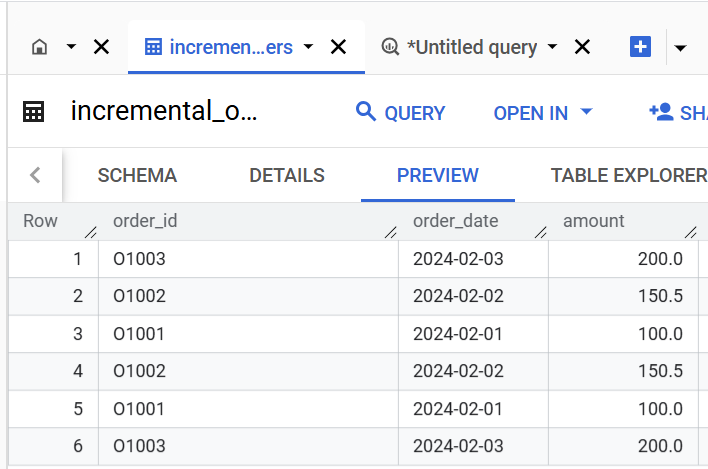 incremen...ers *Untitled query
incremental_o... QUERY OPEN IN SHA
SCHEMA DETAILS PREVIEW TABLE EXPLORER
Row order_id order_date amount
1 O1003 2024-02-03 200.0
2 O1002 2024-02-02 150.5
3 O1001 2024-02-01 100.0
4 O1002 2024-02-02 150.5
5 O1001 2024-02-01 100.0
6 O1003 2024-02-03 200.0